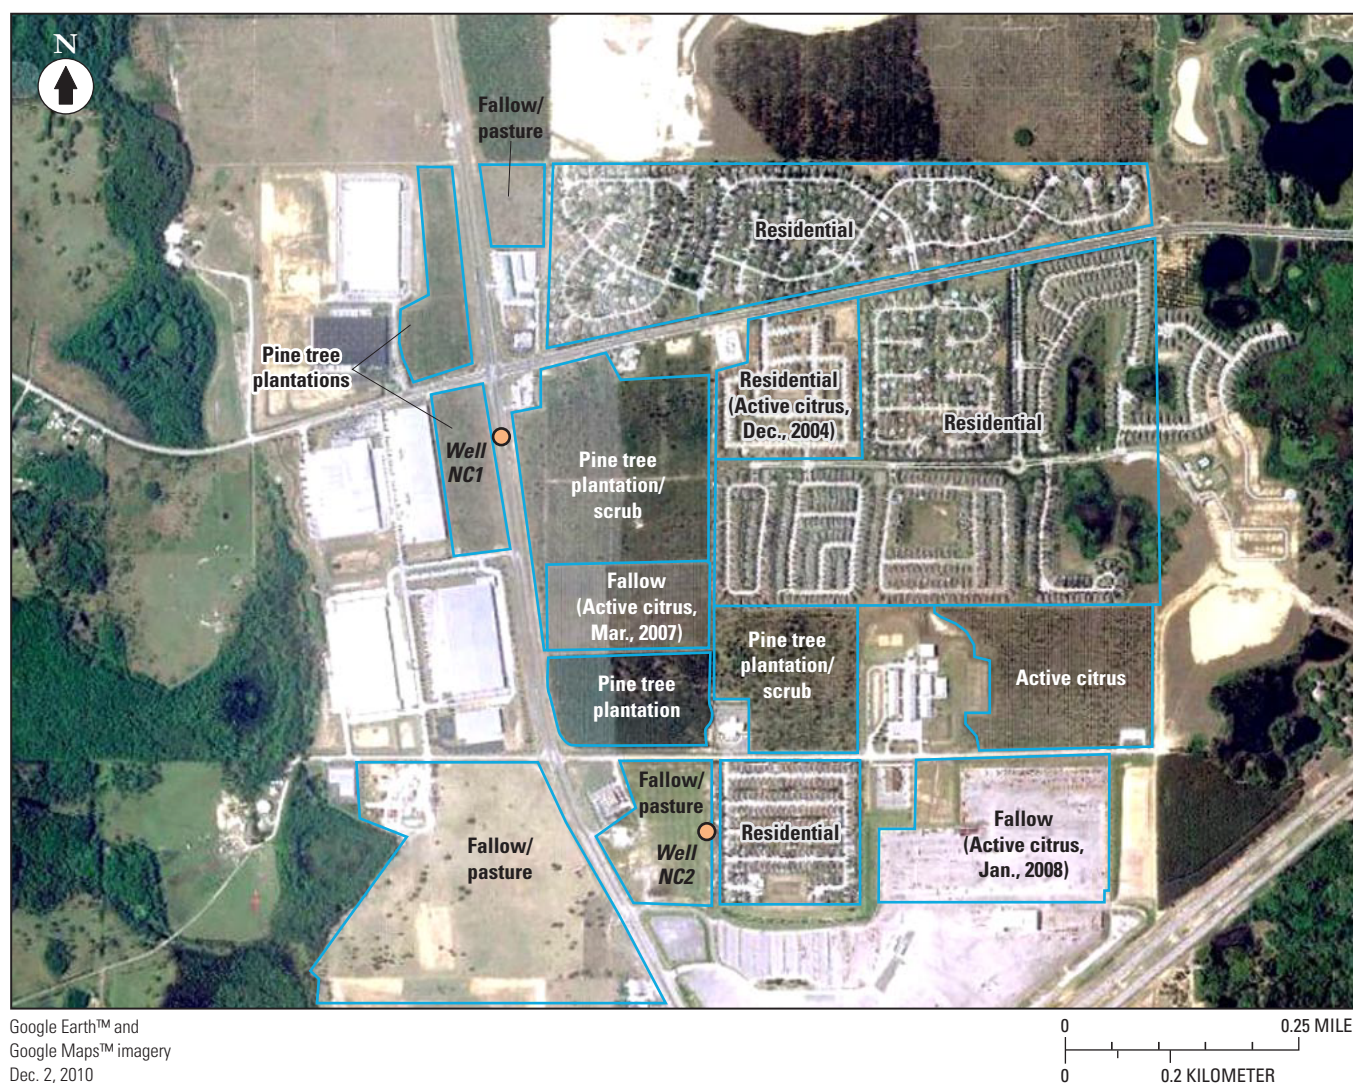 N
Fallow/
pasture
Residential
Pine tree
plantations
Residential
(Active citrus,
Dec., 2004)
Residential
Well
NC1
Pine tree
plantation/
scrub
Fallow
(Active citrus,
Mar., 2007)
Pine tree
plantation/
scrub
Active citrus
Pine tree
plantation
Fallow/
pasture
Fallow/
pasture
Residential
Fallow
(Active citrus,
Jan., 2008)
Well
NC2
Google Earth™ and
Google Maps™ imagery
Dec. 2, 2010
0 0.25 MILE
0 0.2 KILOMETER